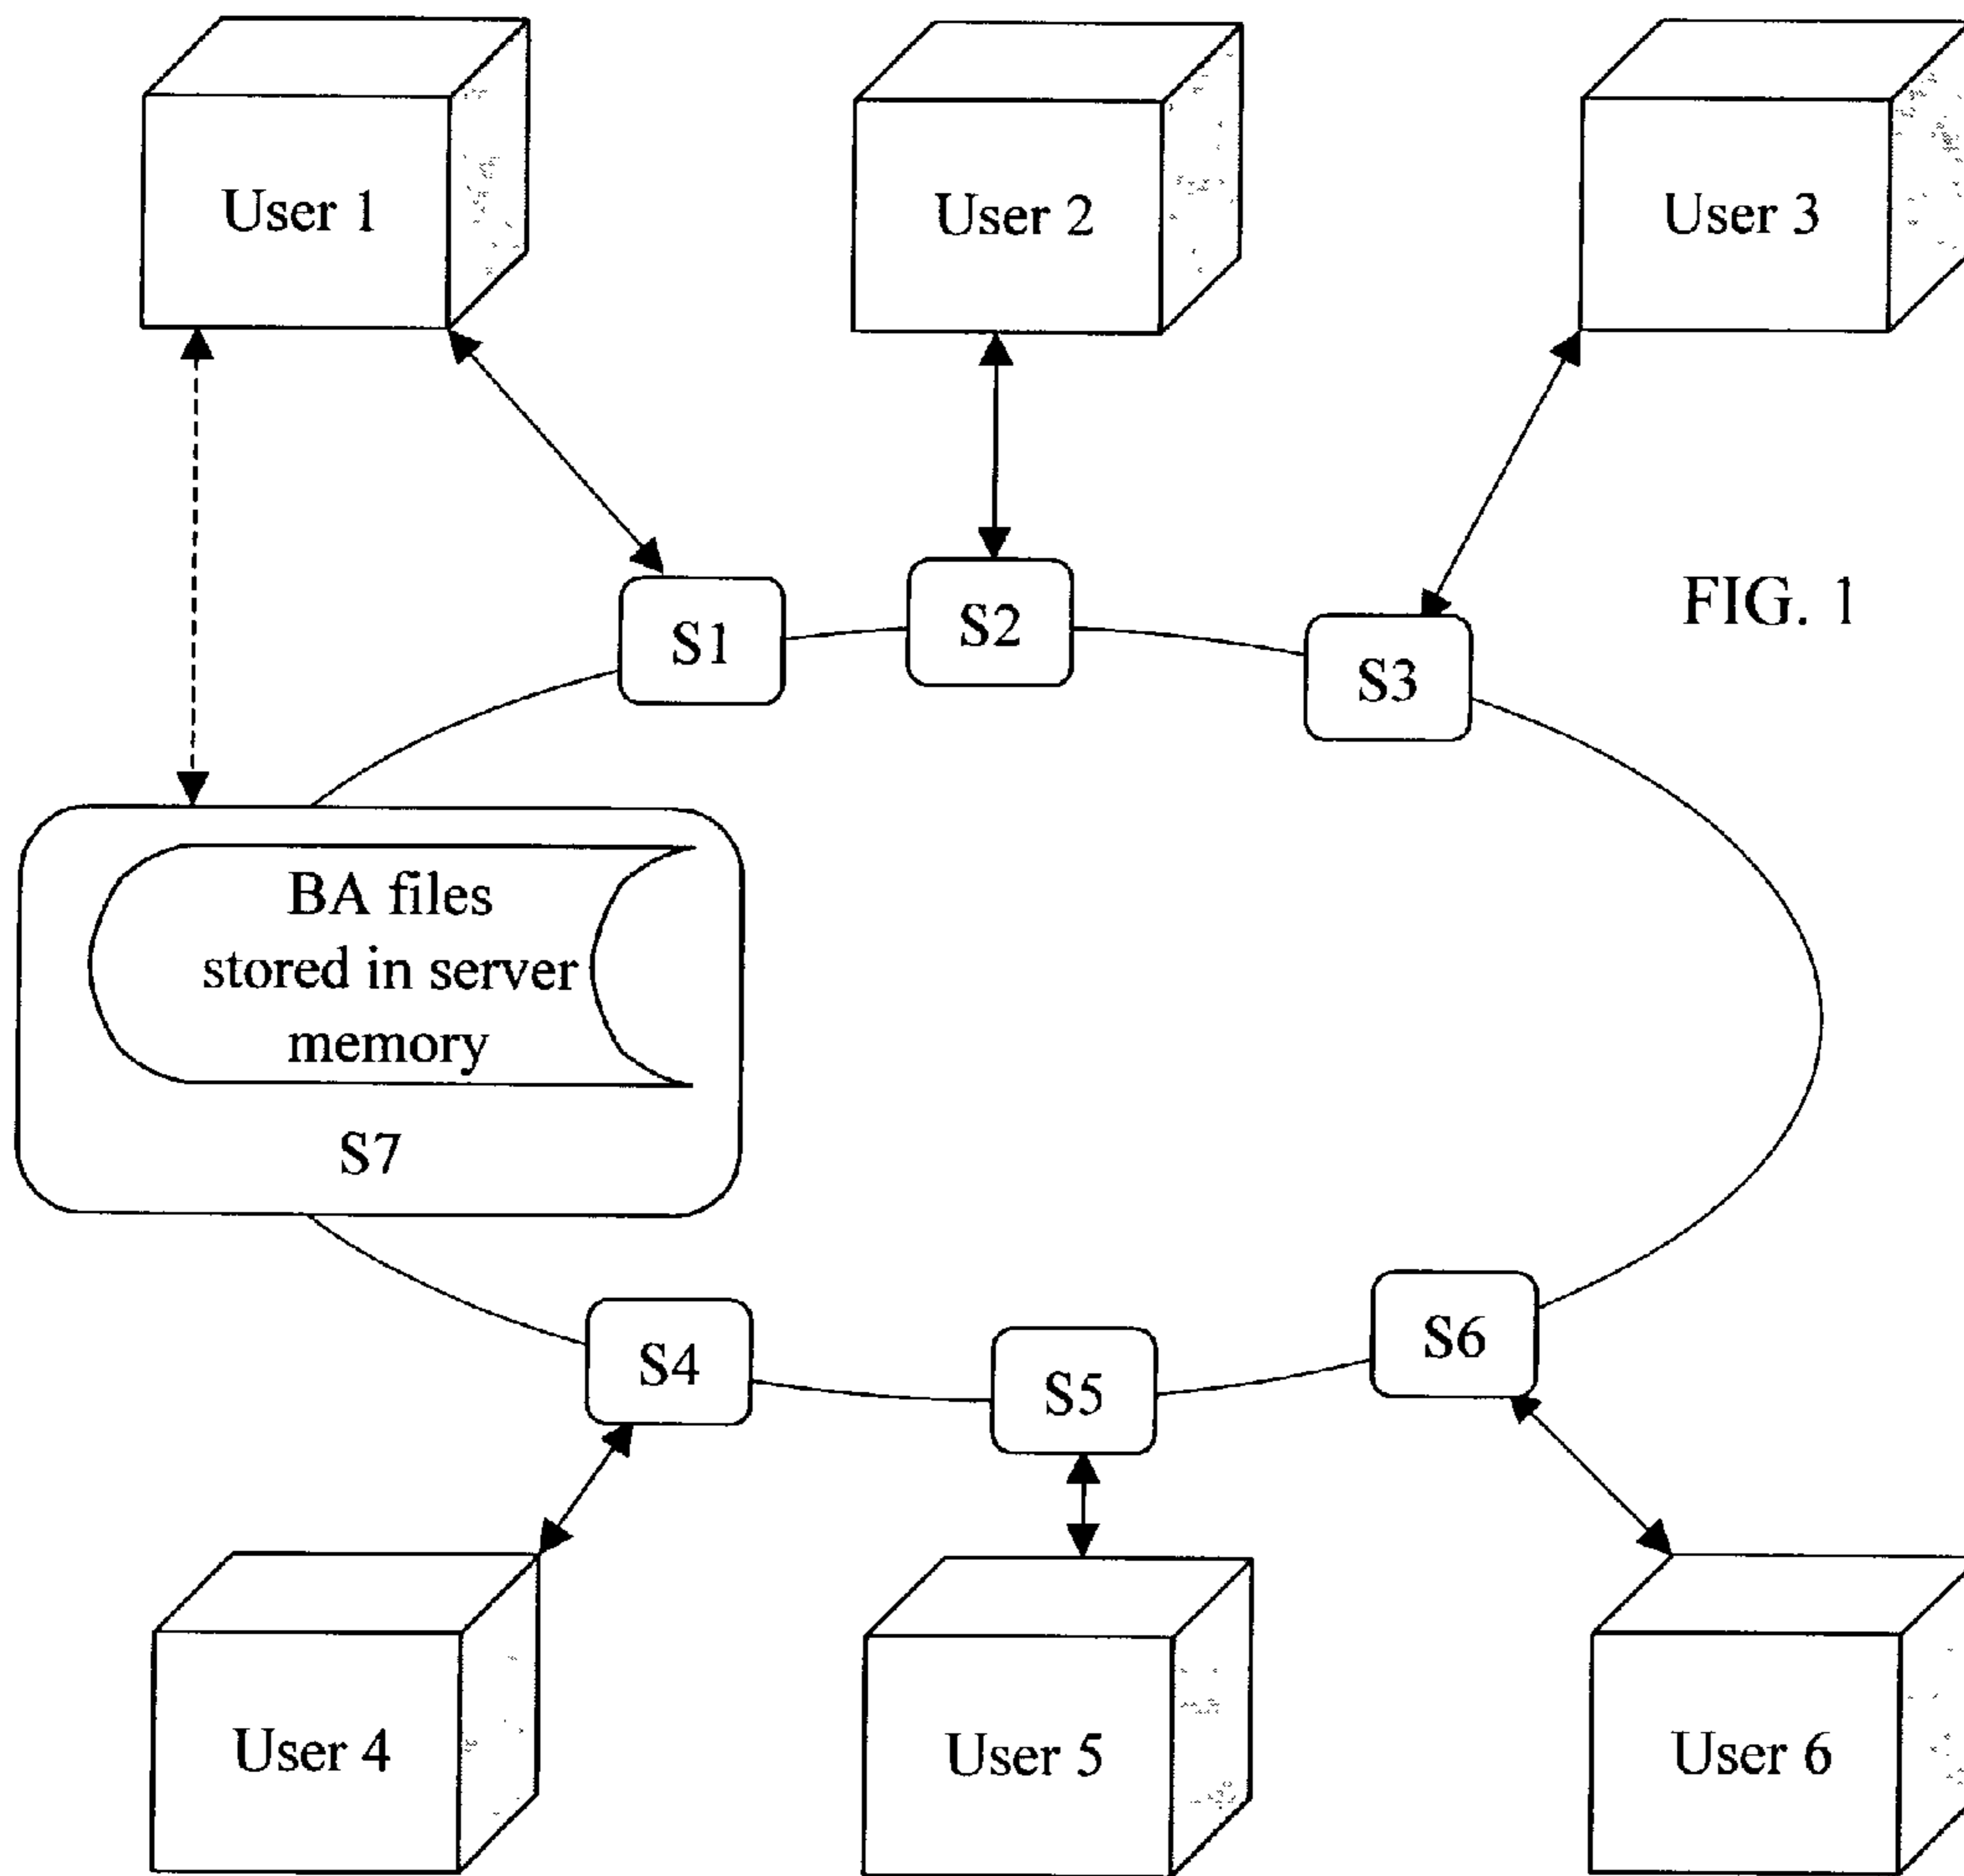 User 1
User 2
User 3
FIG. 1
S1
S2
S3
BA files
stored in server
memory
S7
S4
S5
S6
User 4
User 5
User 6